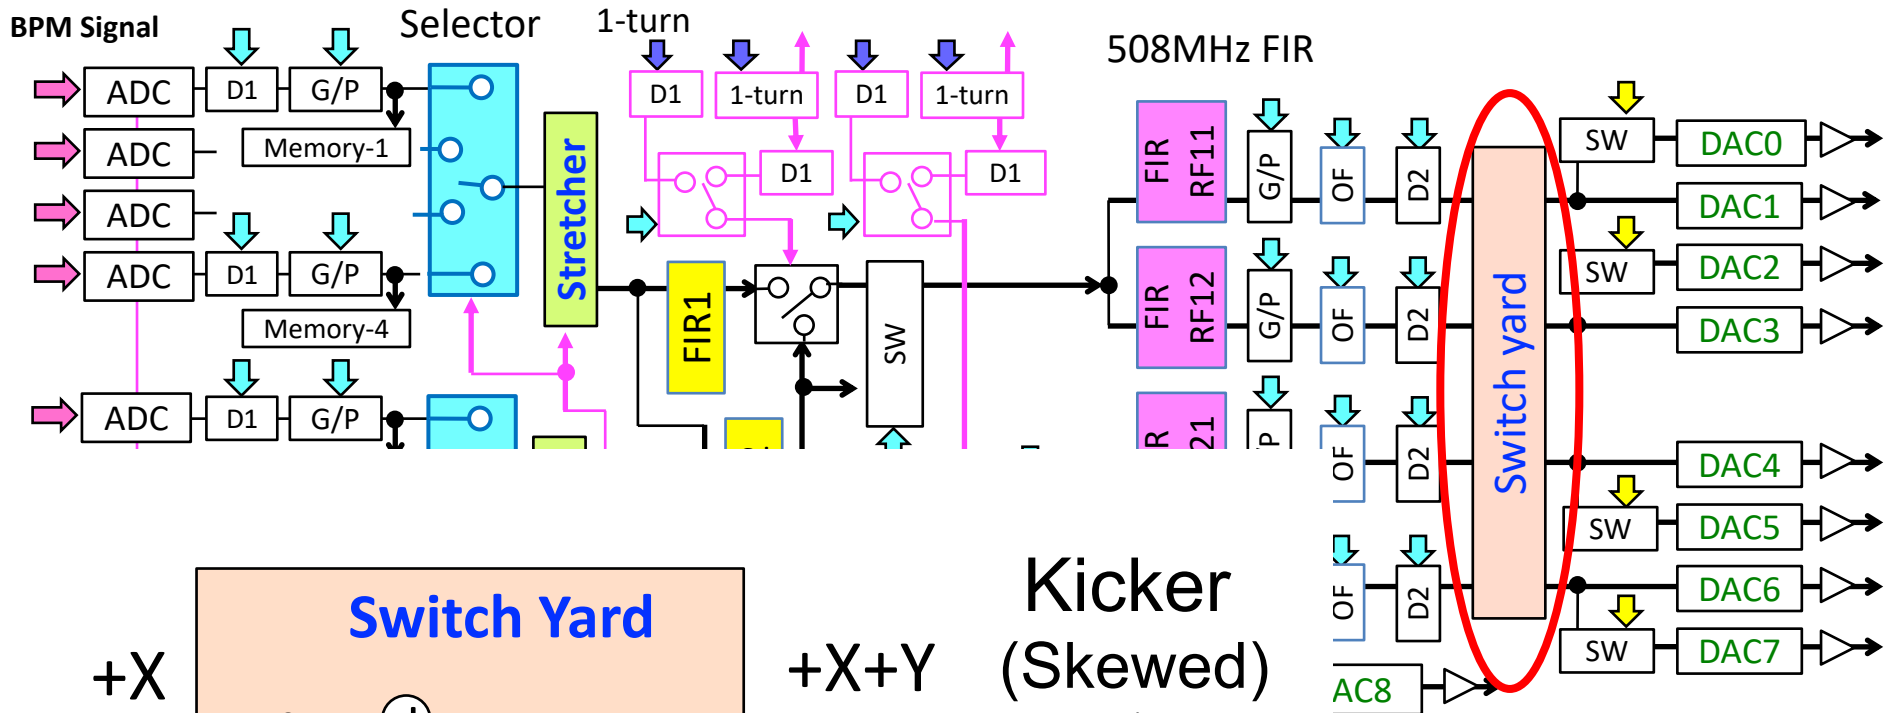 BPM Signal
Selector
1-turn
508MHz FIR
ADC
D1
G/P
Memory-1
ADC
ADC
ADC
D1
G/P
Memory-4
ADC
D1
G/P
Stretcher
D1
1-turn
D1
1-turn
D1
D1
FIR1
SW
FIR
RF11
G/P
OF
D2
FIR
RF12
G/P
OF
D2
R
21
/P
OF
D2
OF
D2
Switch yard
SW
DAC0
DAC1
SW
DAC2
DAC3
DAC4
SW
DAC5
DAC6
SW
DAC7
AC8
Switch Yard
+X
+X+Y
Kicker
(Skewed)